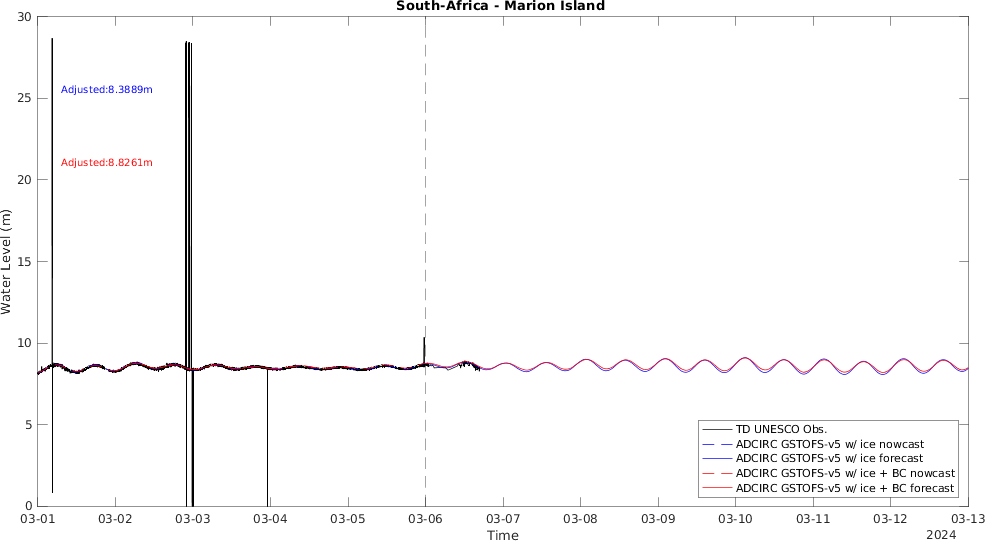 South-Africa - Marion Island
Water Level (m)
30
25
20
15
10
5
0
Adjusted:8.3889m
Adjusted:8.8261m
TD UNESCO Obs.
ADCIRC GSTOFS-v5 w/ ice nowcast
ADCIRC GSTOFS-v5 w/ ice forecast
ADCIRC GSTOFS-v5 w/ ice + BC nowcast
ADCIRC GSTOFS-v5 w/ ice + BC forecast
03-01 03-02 03-03 03-04 03-05 03-06 03-07 03-08 03-09 03-10 03-11 03-12 03-13
Time
2024